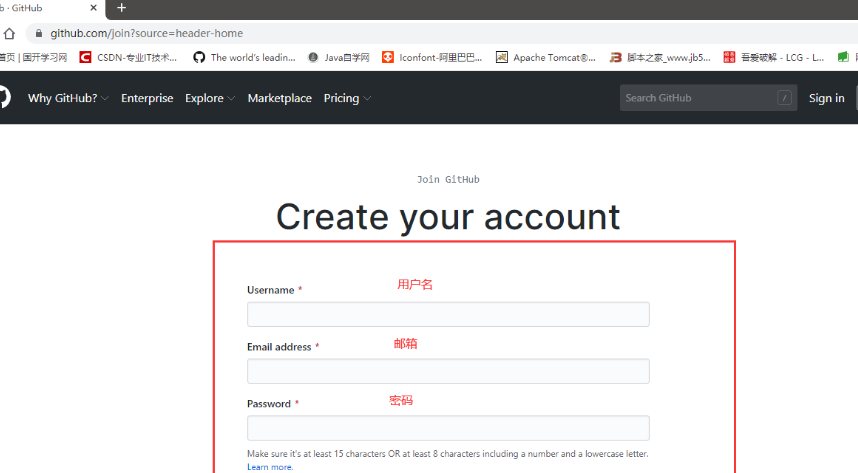 b · GitHub
github.com/join?source=header-home
首页 | 国开学习网 CSDN-专业IT技术... The world's leadin... Java自学网 Iconfont-阿里巴巴... Apache Tomcat®... 脚本之家_www.jb5... 吾爱破解 - LCG - L...
Why GitHub? Enterprise Explore Marketplace Pricing Search GitHub / Sign in
Join GitHub
Create your account
Username * 用户名
Email address * 邮箱
Password * 密码
Make sure it's at least 15 characters OR at least 8 characters including a number and a lowercase letter.
Learn more.